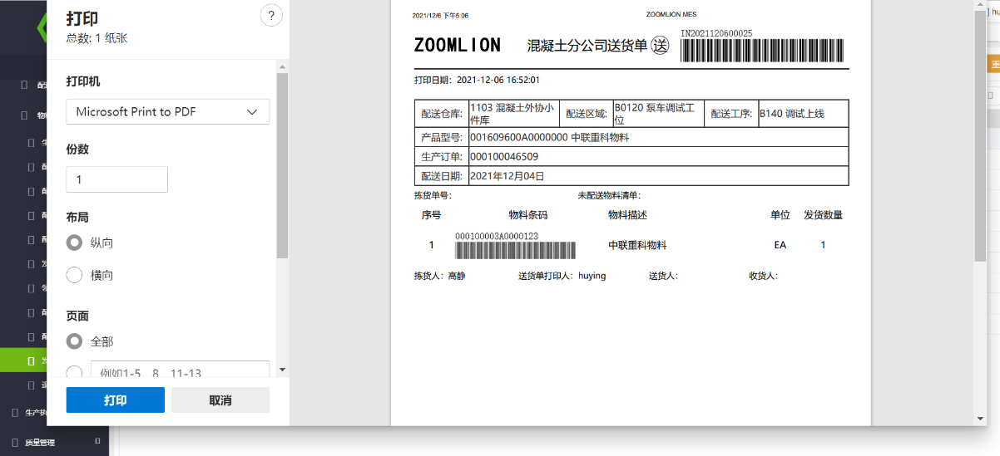 打印
?
总数: 1 纸张
打印机
Microsoft Print to PDF
份数
1
布局
纵向
横向
页面
全部
例如1-5、8、11-13
打印
取消
生产执
质量管理
2021/12/6 下午5:06
ZOOMLION MES
ZOOMLION
混凝土分公司送货单
送
IN2021120600025
打印日期: 2021-12-06 16:52:01
配送仓库: 1103 混凝土外协小件库 配送区域: B0120 泵车调试工位 配送工序: B140 调试上线
产品型号: 001609600A0000000 中联重科物料
生产订单: 000100046509
配送日期: 2021年12月04日
拣货单号: 未配送物料清单:
序号 物料条码 物料描述 单位 发货数量
000100003A0000123
1 中联重科物料 EA 1
拣货人: 高静 送货单打印人: huying 送货人: 收货人:
hu
重